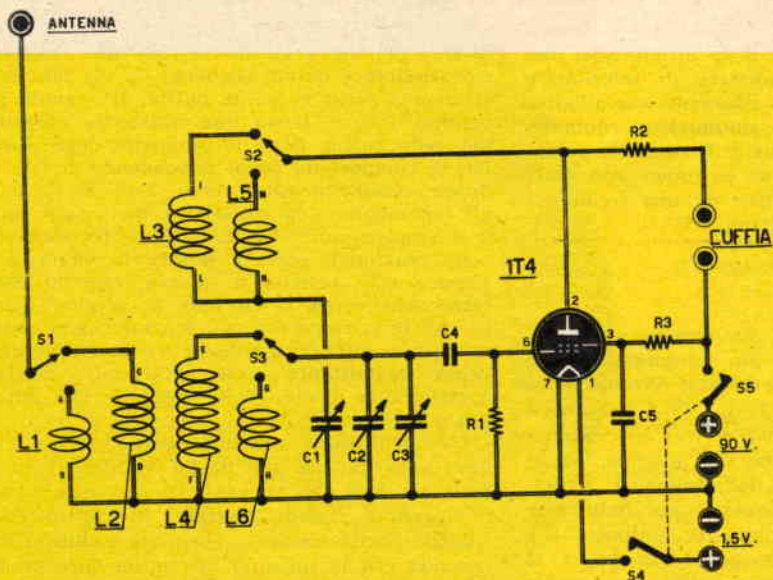 ANTENNA
S2
R2
L5
I
M
L3
CUFFIA
L
N
1T4
2
S1
S3
C4
6
3
R3
7
1
E
C
A
G
S5
R1
C5
+
L1
C1
C2
C3
90 V.
B
D
F
H
-
L2
L4
L6
-
1,5 V.
+
S4